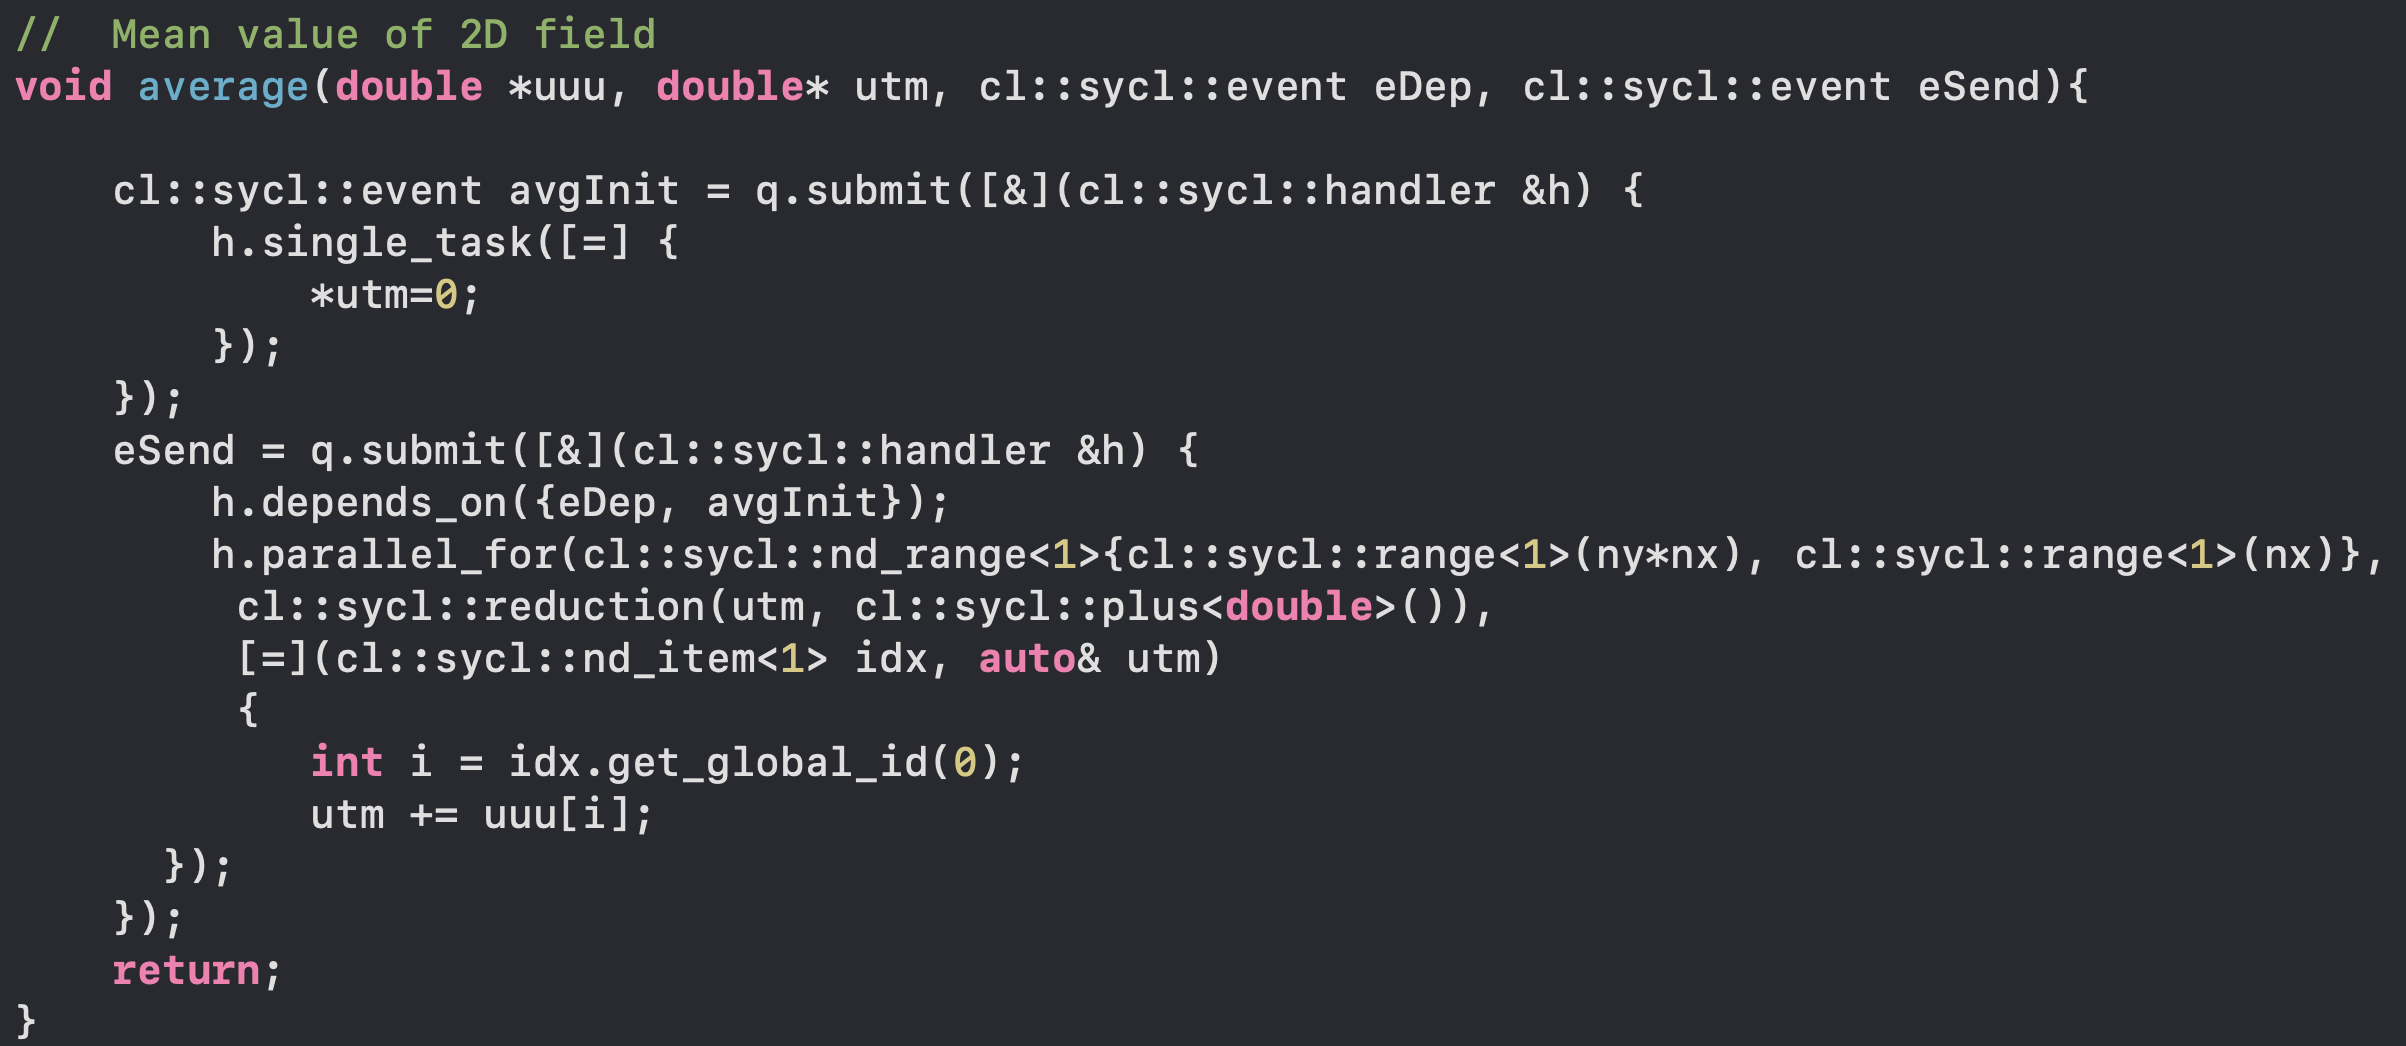 //  Mean value of 2D field
void average(double *uuu, double* utm, cl::sycl::event eDep, cl::sycl::event eSend){

    cl::sycl::event avgInit = q.submit([&](cl::sycl::handler &h) {
        h.single_task([=] {
            *utm=0;
        });
    });
    eSend = q.submit([&](cl::sycl::handler &h) {
        h.depends_on({eDep, avgInit});
        h.parallel_for(cl::sycl::nd_range<1>{cl::sycl::range<1>(ny*nx), cl::sycl::range<1>(nx)},
         cl::sycl::reduction(utm, cl::sycl::plus<double>()),
         [=](cl::sycl::nd_item<1> idx, auto& utm)
         {
            int i = idx.get_global_id(0);
            utm += uuu[i];
      });
    });
    return;
}